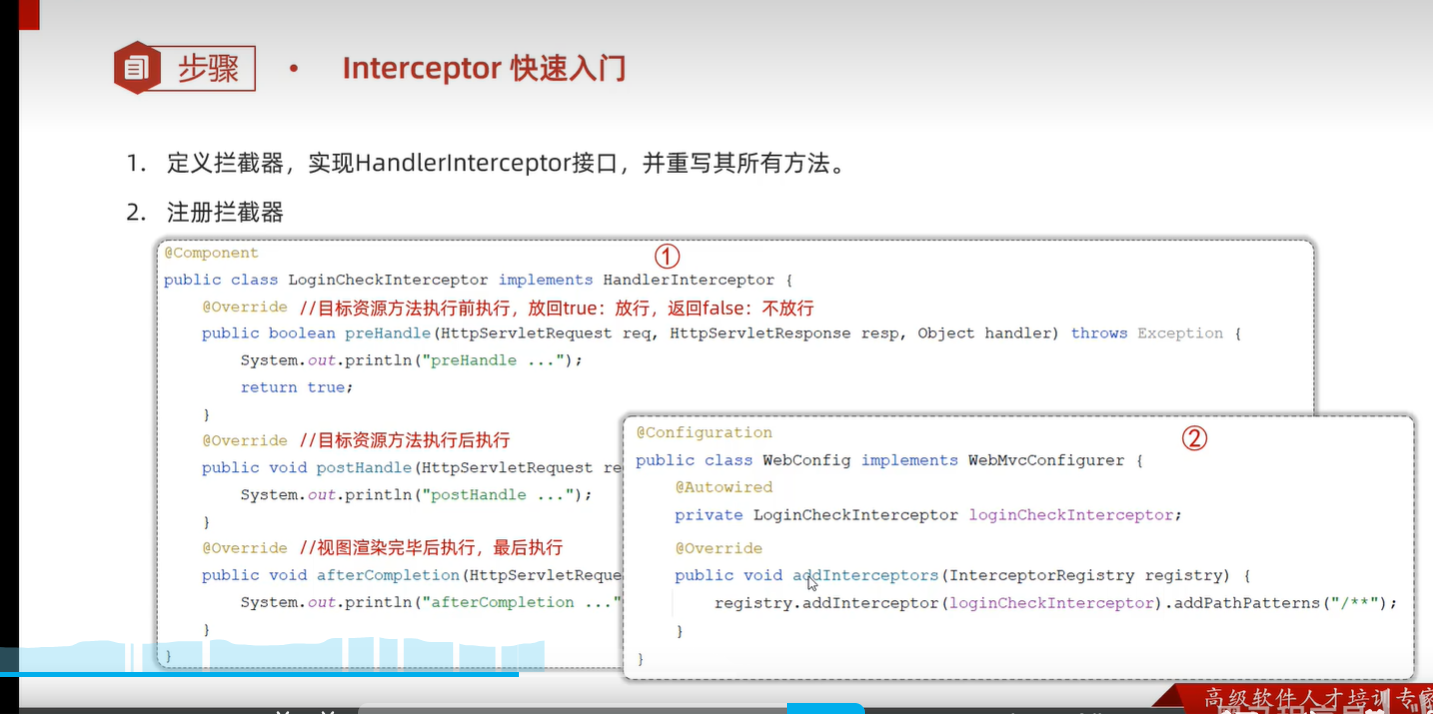 步骤
• Interceptor 快速入门
1. 定义拦截器，实现HandlerInterceptor接口，并重写其所有方法。
2. 注册拦截器
①
@Component
public class LoginCheckInterceptor implements HandlerInterceptor {
@Override //目标资源方法执行前执行，放回true：放行，返回false：不放行
public boolean preHandle(HttpServletRequest req, HttpServletResponse resp, Object handler) throws Exception {
System.out.println("preHandle ...");
return true;
}
@Override //目标资源方法执行后执行
public void postHandle(HttpServletRequest re
System.out.println("postHandle ...");
}
@Override //视图渲染完毕后执行，最后执行
public void afterCompletion(HttpServletReque
System.out.println("afterCompletion ..."
}
}
②
@Configuration
public class WebConfig implements WebMvcConfigurer {
@Autowired
private LoginCheckInterceptor loginCheckInterceptor;
@Override
public void addInterceptors(InterceptorRegistry registry) {
registry.addInterceptor(loginCheckInterceptor).addPathPatterns("/**");
}
}
高级软件人才培训专家